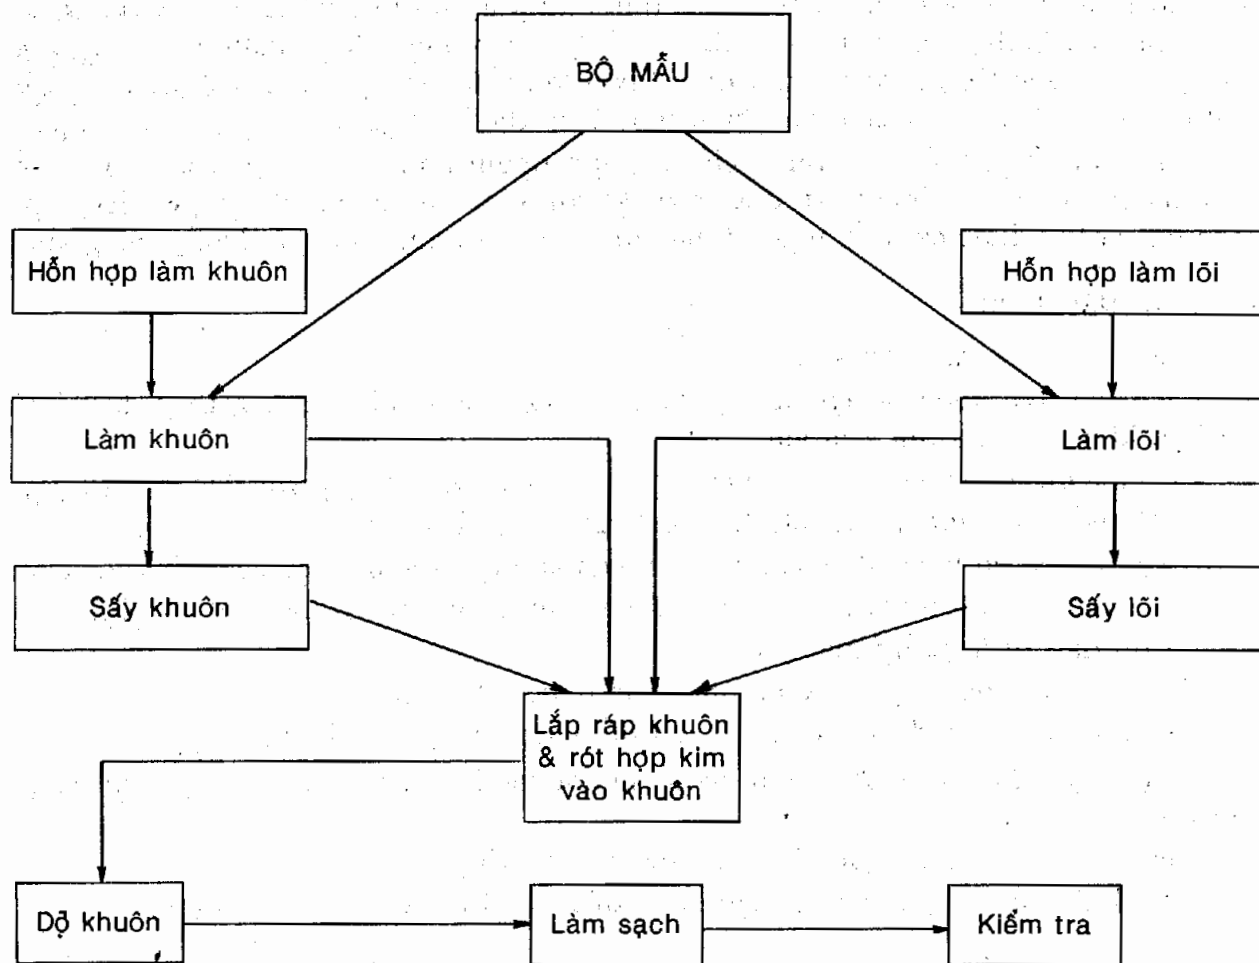 BỘ MẪU
Hỗn hợp làm khuôn
Hỗn hợp làm lõi
Làm khuôn
Làm lõi
Sấy khuôn
Sấy lõi
Lắp ráp khuôn
& rót hợp kim
vào khuôn
Dỡ khuôn
Làm sạch
Kiểm tra